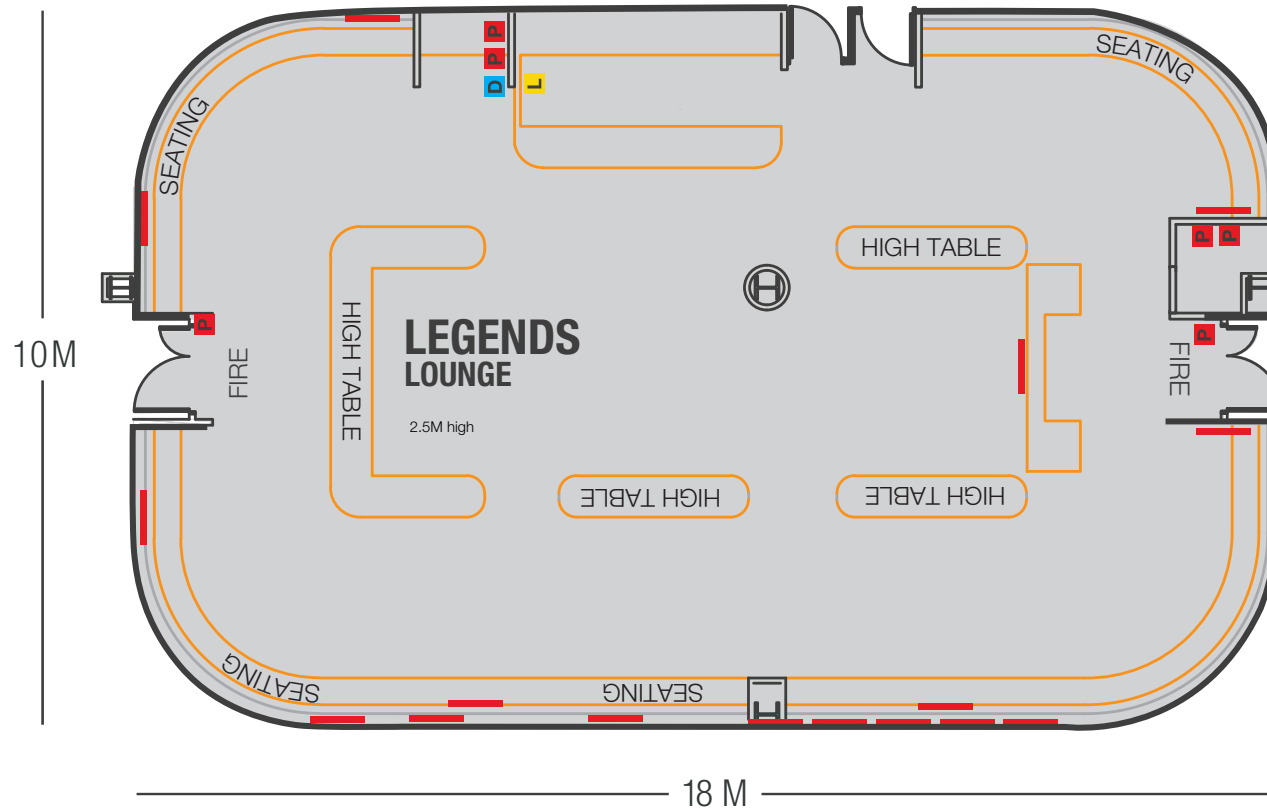 P
SEATING
P
D
L
SEATING
HIGH TABLE
P
P
P
P
10M
FIRE
HIGH TABLE
LEGENDS
LOUNGE
2.5M high
FIRE
HIGH TABLE
HIGH TABLE
SEATING
SEATING
18 M
SEATING